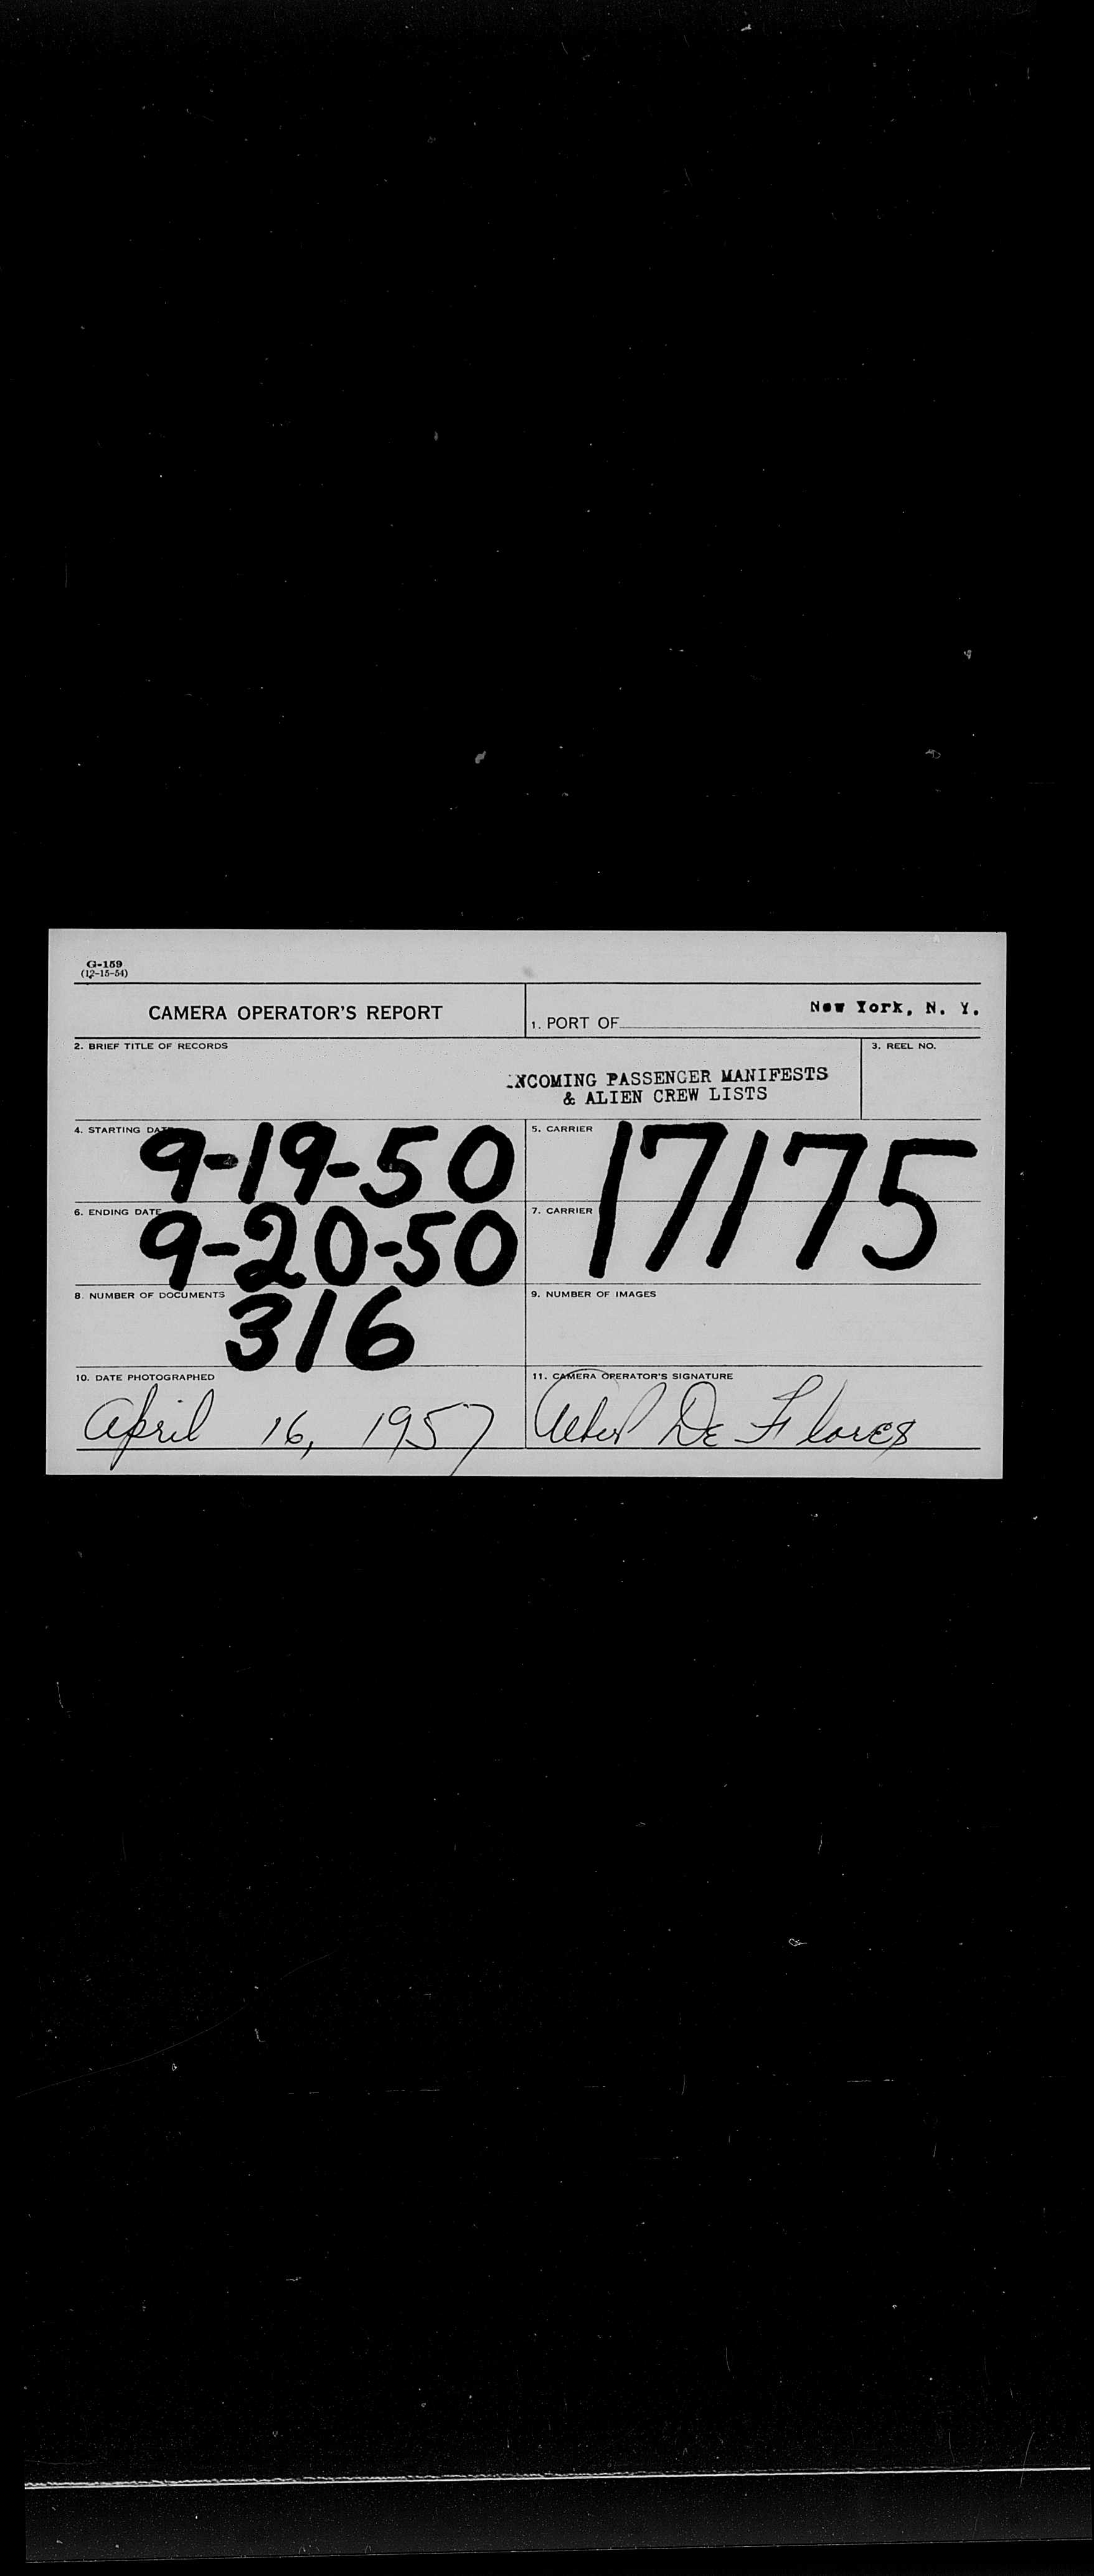 G-159
(12-15-54)
CAMERA OPERATOR'S REPORT
1. PORT OF New York, N. Y.
2. BRIEF TITLE OF RECORDS
3. REEL NO.
INCOMING PASSENGER MANIFESTS
& ALIEN CREW LISTS
4. STARTING DATE
9-19-50
5. CARRIER
17175
6. ENDING DATE
9-20-50
7. CARRIER
8. NUMBER OF DOCUMENTS
316
9. NUMBER OF IMAGES
10. DATE PHOTOGRAPHED
April 16, 1957
11. CAMERA OPERATOR'S SIGNATURE
De Flores